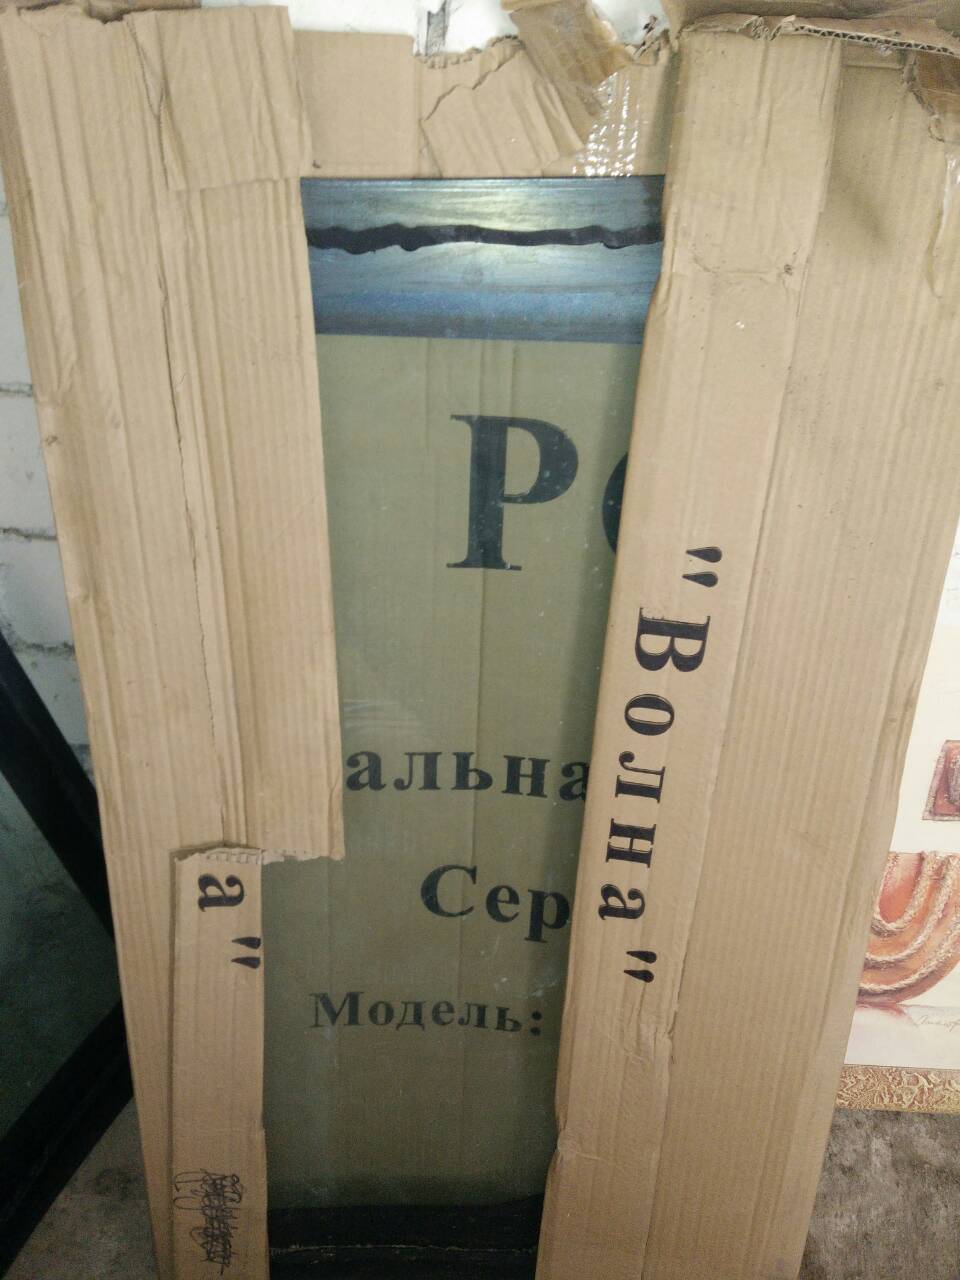 Р
альна
Сер
Модель:
"Волна"
а"